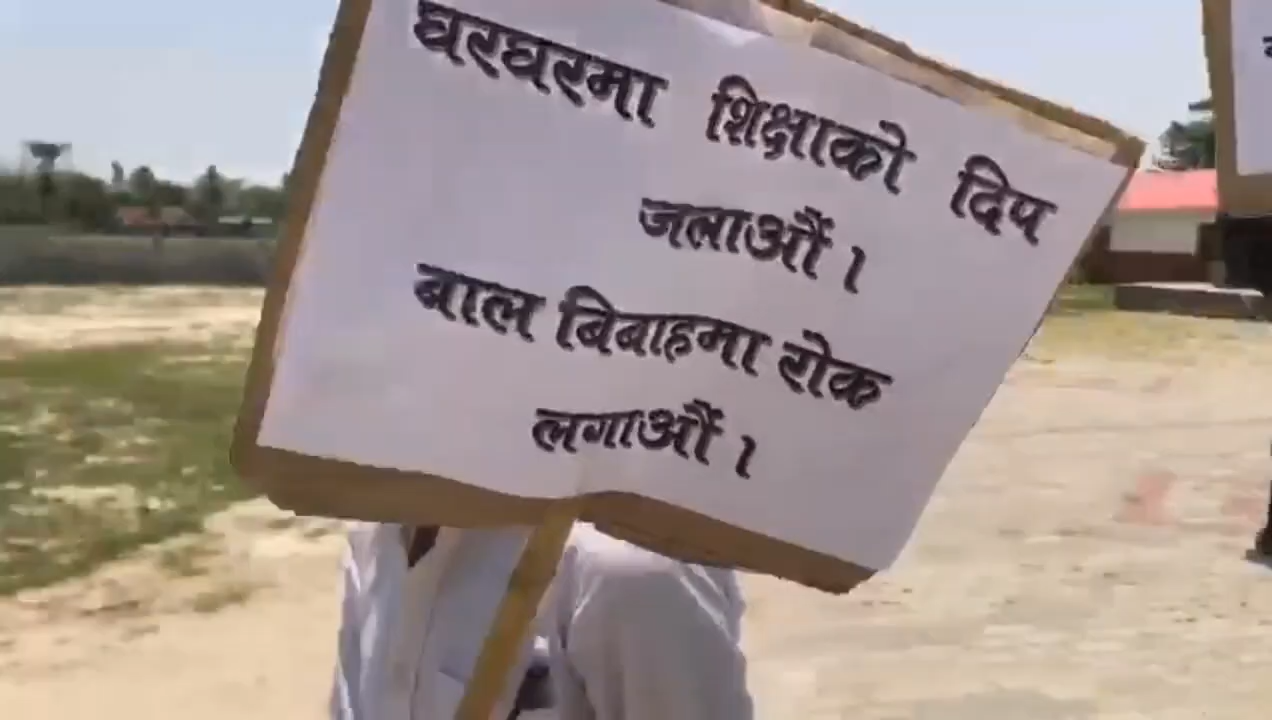 घरघरमा शिक्षाको दिप
जलाऔं ।
बाल बिबाहमा रोक
लगाऔं ।